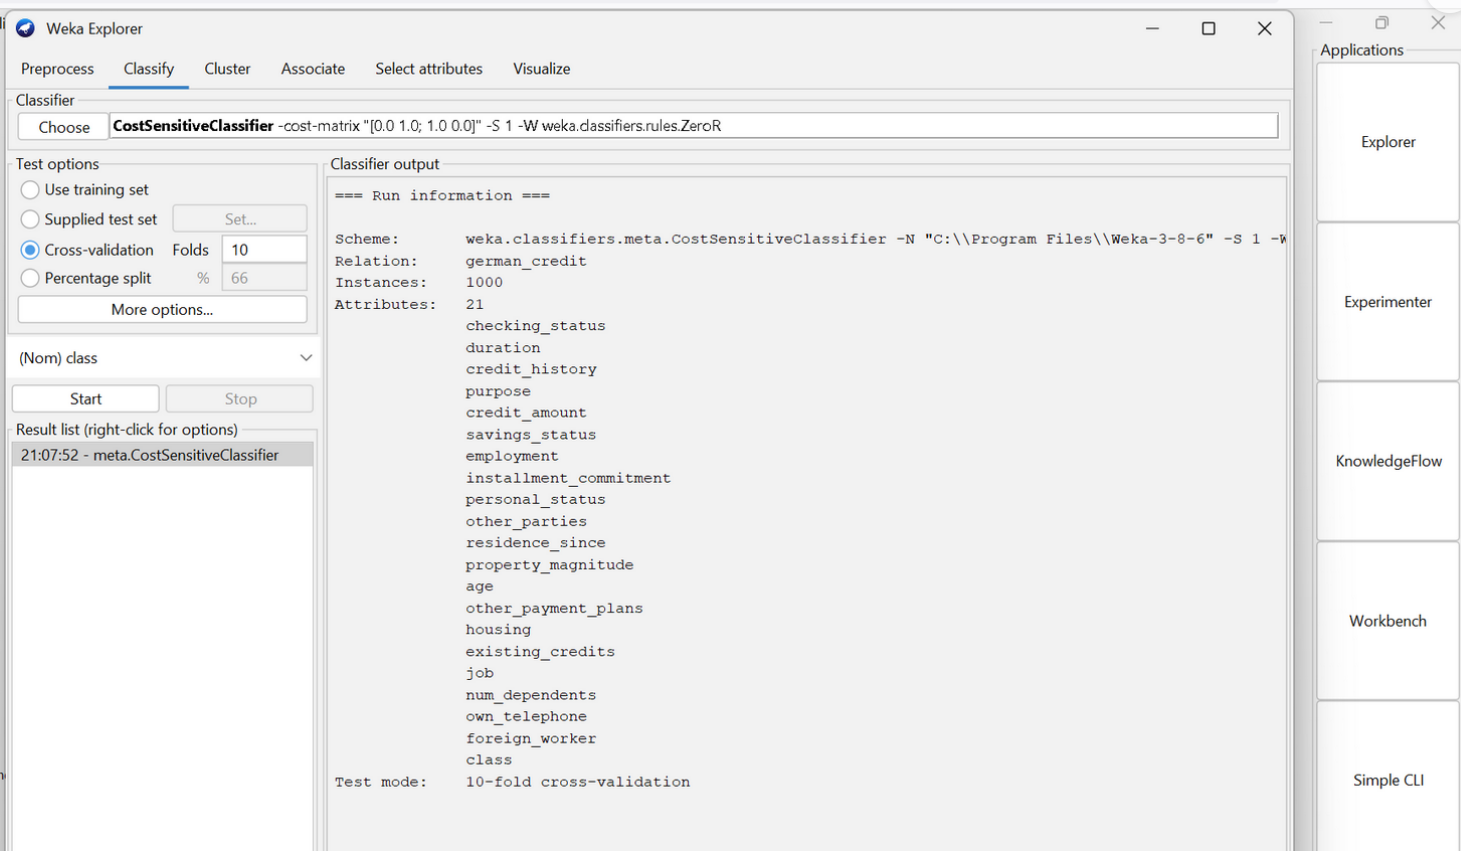 Weka Explorer
Preprocess Classify Cluster Associate Select attributes Visualize
Classifier
Choose CostSensitiveClassifier -cost-matrix "[0.0 1.0; 1.0 0.0]" -S 1 -W weka.classifiers.rules.ZeroR
Test options
Use training set
Supplied test set Set...
Cross-validation Folds 10
Percentage split % 66
More options...
(Nom) class
Start Stop
Result list (right-click for options)
21:07:52 - meta.CostSensitiveClassifier
Classifier output
=== Run information ===
Scheme: weka.classifiers.meta.CostSensitiveClassifier -N "C:\\Program Files\\Weka-3-8-6" -S 1 -W
Relation: german_credit
Instances: 1000
Attributes: 21
checking_status
duration
credit_history
purpose
credit_amount
savings_status
employment
installment_commitment
personal_status
other_parties
residence_since
property_magnitude
age
other_payment_plans
housing
existing_credits
job
num_dependents
own_telephone
foreign_worker
class
Test mode: 10-fold cross-validation
Applications
Explorer
Experimenter
KnowledgeFlow
Workbench
Simple CLI